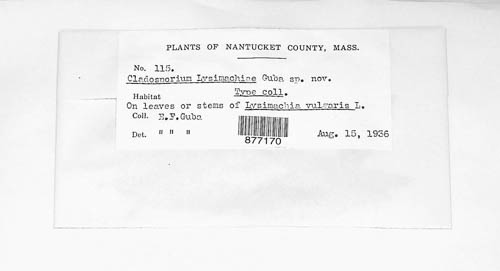 PLANTS OF NANTUCKET COUNTY, MASS.
No. 115.
Cladosporium Lysimachiae Guba sp. nov.
Type coll.
Habitat
On leaves or stems of Lysimachia vulgaris L.
Coll. E.F.Guba
Det. " " "
Aug. 15, 1936
877170